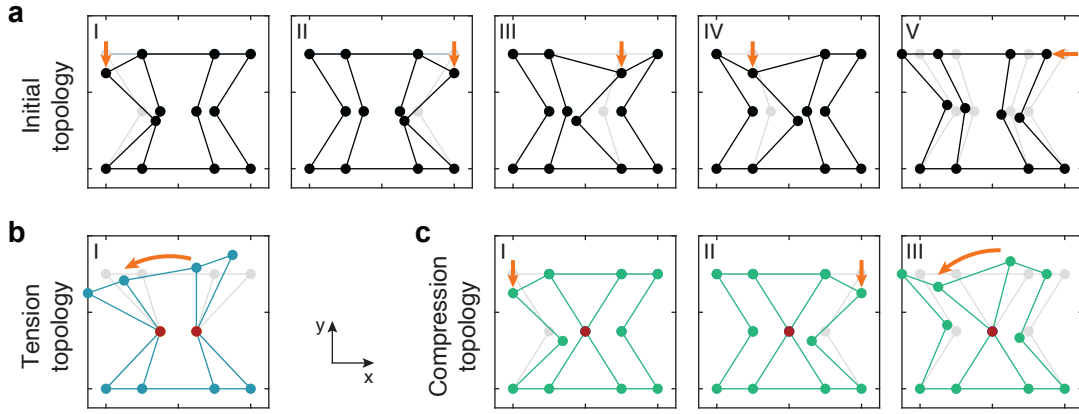 a
Initial
topology
I
II
III
IV
V
b
Tension
topology
I
y
x
c
Compression
topology
I
II
III